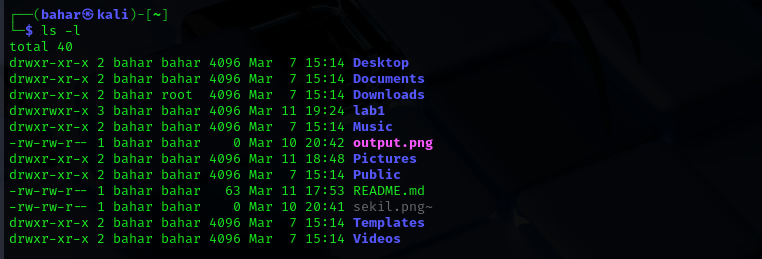 ┌──(bahar㉿kali)-[~]
└─$ ls -l
total 40
drwxr-xr-x 2 bahar bahar 4096 Mar  7 15:14 Desktop
drwxr-xr-x 2 bahar bahar 4096 Mar  7 15:14 Documents
drwxr-xr-x 2 bahar root  4096 Mar  7 15:14 Downloads
drwxrwxr-x 3 bahar bahar 4096 Mar 11 19:24 lab1
drwxr-xr-x 2 bahar bahar 4096 Mar  7 15:14 Music
-rw-rw-r-- 1 bahar bahar    0 Mar 10 20:42 output.png
drwxr-xr-x 2 bahar bahar 4096 Mar 11 18:48 Pictures
drwxr-xr-x 2 bahar bahar 4096 Mar  7 15:14 Public
-rw-rw-r-- 1 bahar bahar   63 Mar 11 17:53 README.md
-rw-rw-r-- 1 bahar bahar    0 Mar 10 20:41 sekil.png~
drwxr-xr-x 2 bahar bahar 4096 Mar  7 15:14 Templates
drwxr-xr-x 2 bahar bahar 4096 Mar  7 15:14 Videos